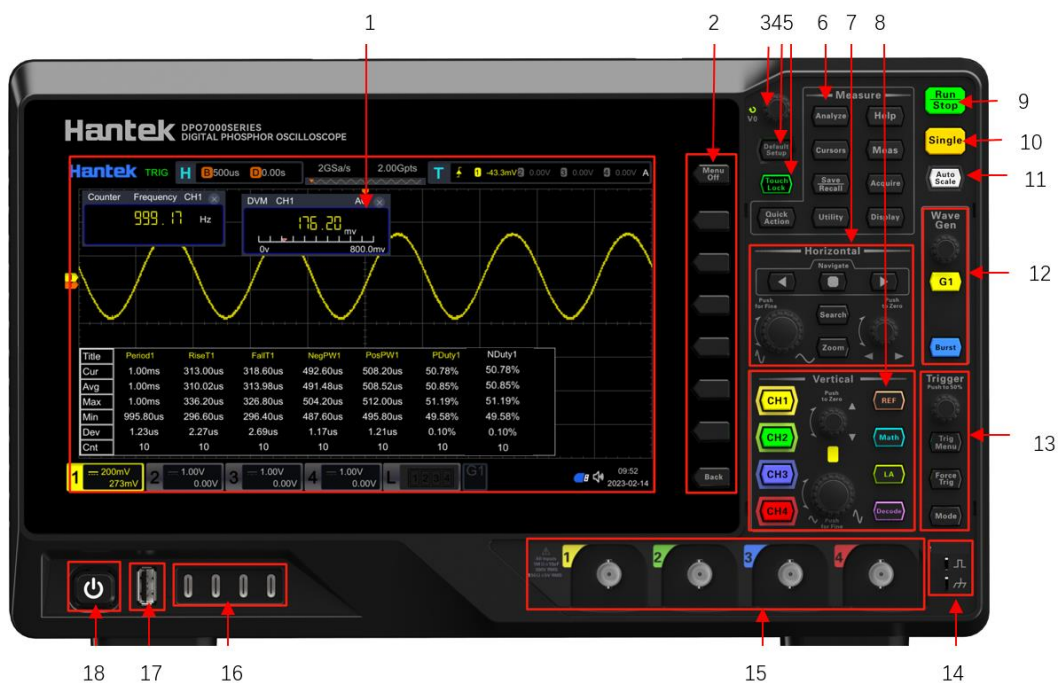 1 2 345 6 7 8
Hantek DPO7000SERIES
DIGITAL PHOSPHOR OSCILLOSCOPE
Hantek TRIG H B 500us D 0.00s 2GSa/s 2.00Gpts T 1 -43.3mV 2 0.00V 3 0.00V 4 0.00V A
Counter Frequency CH1
999.17 Hz
DVM CH1
176.20 mv
0v 800.0mv
Title Period1 RiseT1 FallT1 NegPW1 PosPW1 PDuty1 NDuty1
Cur 1.00ms 313.00us 318.60us 492.60us 508.20us 50.78% 50.78%
Avg 1.00ms 310.02us 313.98us 491.48us 508.52us 50.85% 50.85%
Max 1.00ms 336.20us 326.80us 504.20us 512.00us 51.19% 51.19%
Min 995.80us 296.60us 296.40us 487.60us 495.80us 49.58% 49.58%
Dev 1.23us 2.27us 2.69us 1.17us 1.21us 0.10% 0.10%
Cnt 10 10 10 10 10 10 10
1 200mV 2 1.00V 3 1.00V 4 1.00V L 1 2 3 4 G1 09:52
273mV 0.00V 0.00V 0.00V 2023-02-14
Menu
Off
Back
V0
Default
Setup
Touch
Lock
Quick
Action
Measure
Analyze Help
Cursors Meas
Save
Recall
Acquire
Utility Display
Run
Stop
9
Single
10
Auto
Scale
11
Wave
Gen
G1
Burst
12
Horizontal
Navigate
Push
for Fine
Search
Zoom
Push
to Zero
Vertical
CH1
CH2
CH3
CH4
Push
to Zero
Push
for Fine
REF
Math
LA
Decode
Trigger
Push to 50%
Trig
Menu
Force
Trig
Mode
13
1 2 3 4
18 17 16 15 14